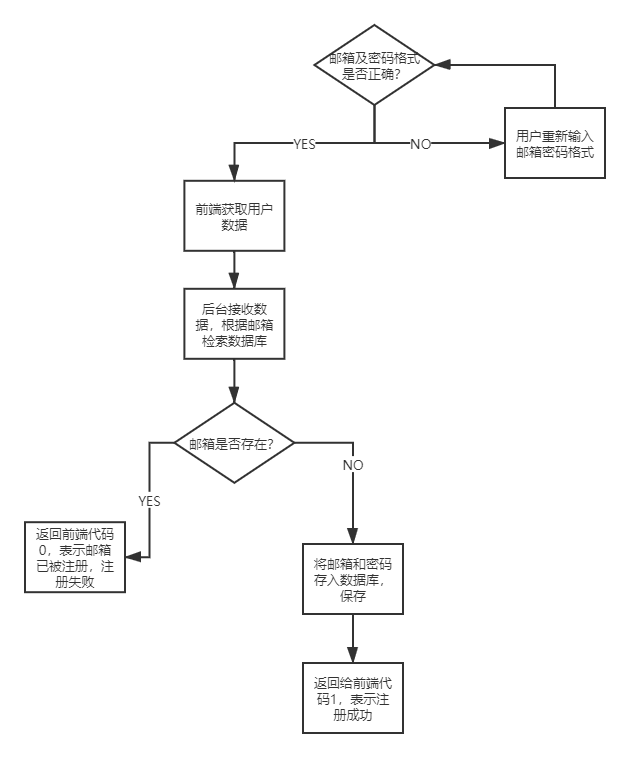 邮箱及密码格式
是否正确？
用户重新输入
邮箱密码格式
YES
NO
前端获取用户
数据
后台接收数
据，根据邮箱
检索数据库
邮箱是否存在？
NO
YES
返回前端代码
0，表示邮箱
已被注册，注
册失败
将邮箱和密码
存入数据库，
保存
返回给前端代
码1，表示注
册成功